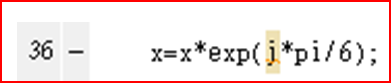 36 – x=x*exp(j*pi/6);